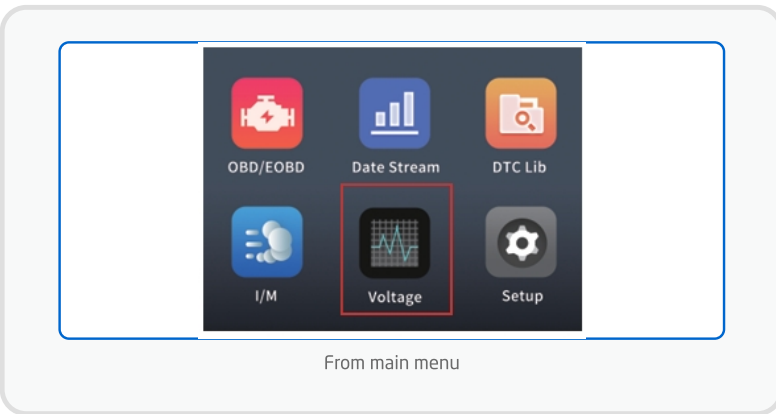 OBD/EOBD Date Stream DTC Lib
I/M Voltage Setup
From main menu